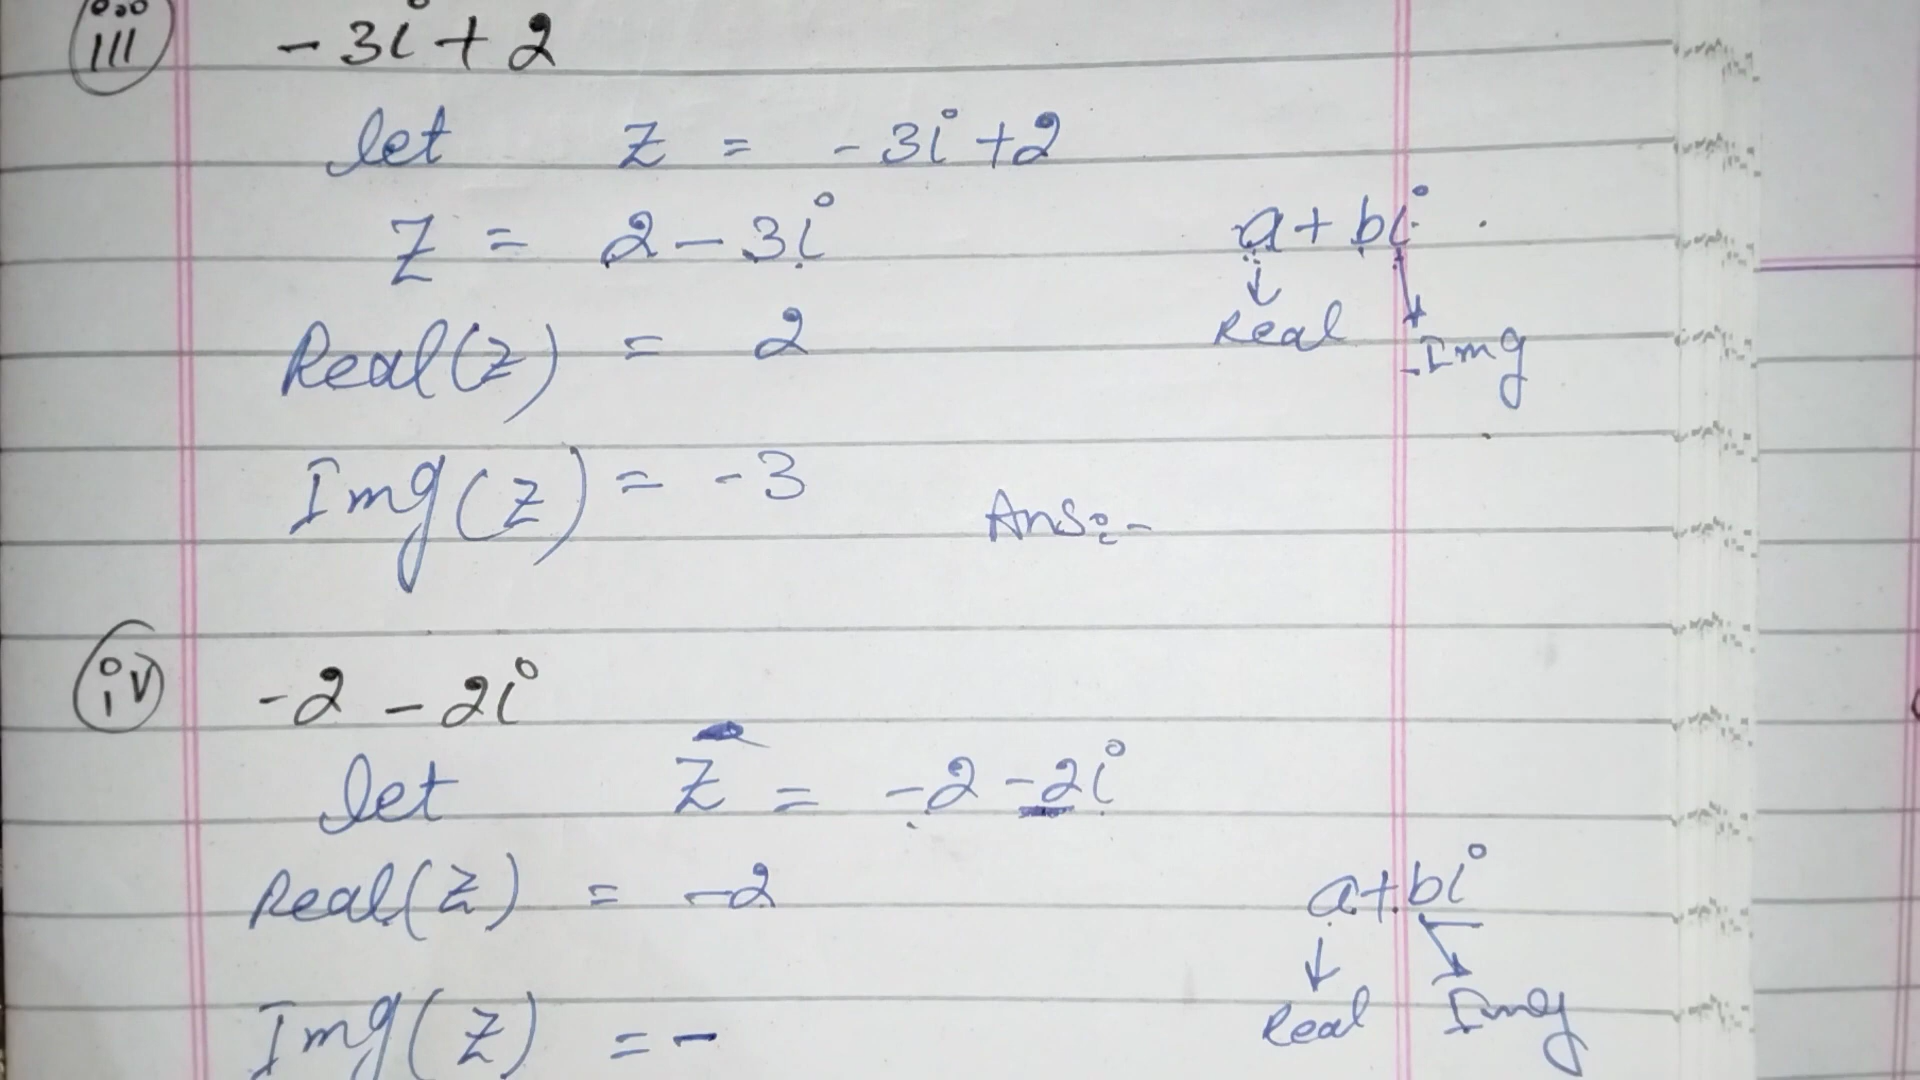 iii -3i + 2
let z = -3i + 2
z = 2 - 3i a + bi
Real(z) = 2 Real Img
Img(z) = -3 Ans:-
iv -2 - 2i
let z = -2 - 2i
Real(z) = -2 a + bi
Img(z) = - Real Img